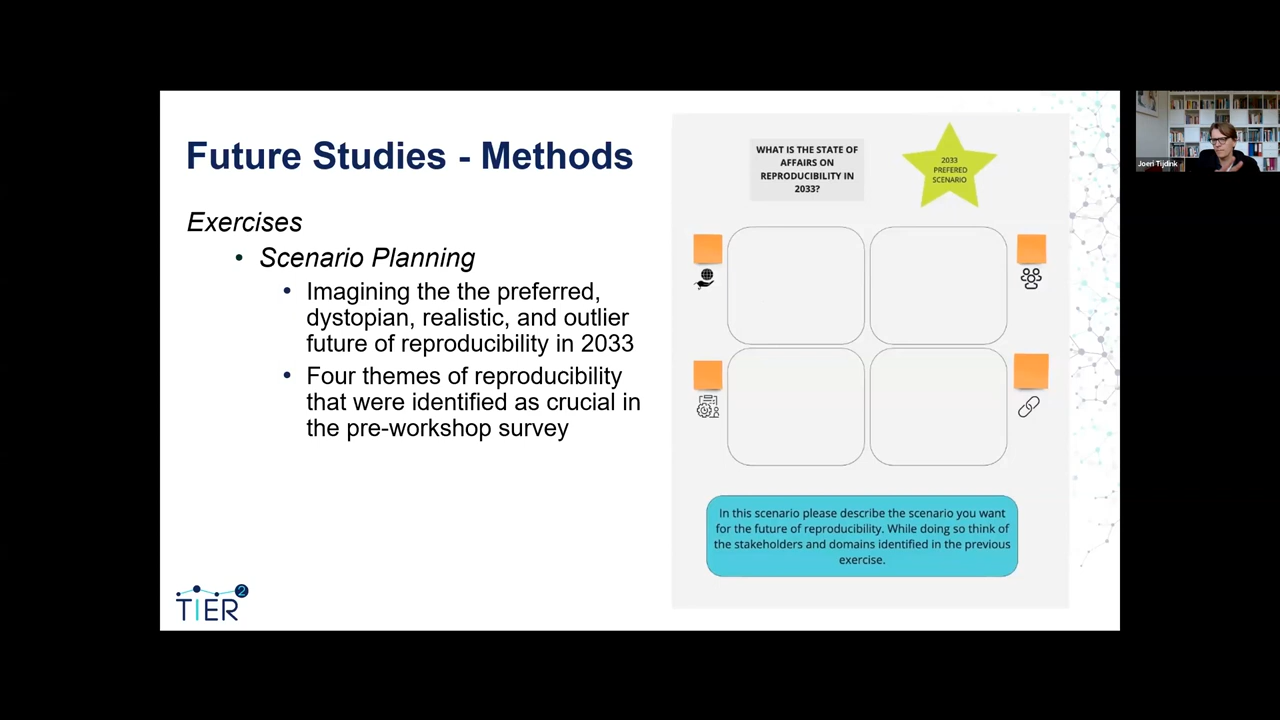 Future Studies - Methods
Exercises
• Scenario Planning
• Imagining the the preferred,
dystopian, realistic, and outlier
future of reproducibility in 2033
• Four themes of reproducibility
that were identified as crucial in
the pre-workshop survey
WHAT IS THE STATE OF
AFFAIRS ON
REPRODUCIBILITY IN
2033?
2033
PREFERED
SCENARIO
In this scenario please describe the scenario you want
for the future of reproducibility. While doing so think of
the stakeholders and domains identified in the previous
exercise.
TIER2
Joeri Tijdink